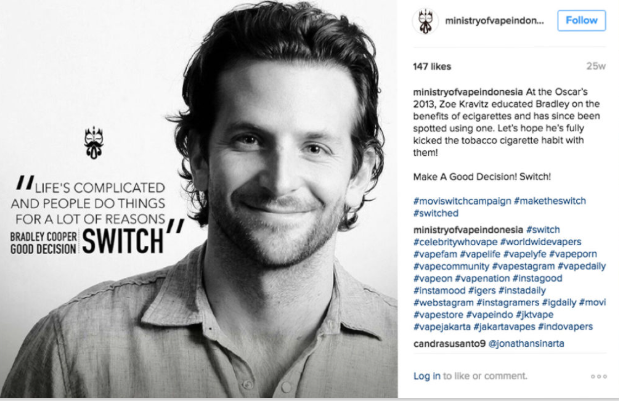 "LIFE'S COMPLICATED
AND PEOPLE DO THINGS
FOR A LOT OF REASONS"
BRADLEY COOPER
GOOD DECISION
SWITCH
ministryofvapeindon...
Follow
147 likes
25w
ministryofvapeindonesia At the Oscar's
2013, Zoe Kravitz educated Bradley on the
benefits of ecigarettes and has since been
spotted using one. Let's hope he's fully
kicked the tobacco cigarette habit with
them!
Make A Good Decision! Switch!
#moviswitchcampaign #maketheswitch
#switched
ministryofvapeindonesia #switch
#celebritywhovape #worldwidevapers
#vapefam #vapelife #vapelyfe #vapeporn
#vapecommunity #vapestagram #vapedaily
#vapeon #vapenation #instagood
#instamood #igers #instadaily
#webstagram #instagramers #igdaily #movi
#vapestore #vapeindo #jktvape
#vapejakarta #jakartavapes #indovapers
candrasusanto9 @jonathansinarta
Log in to like or comment.